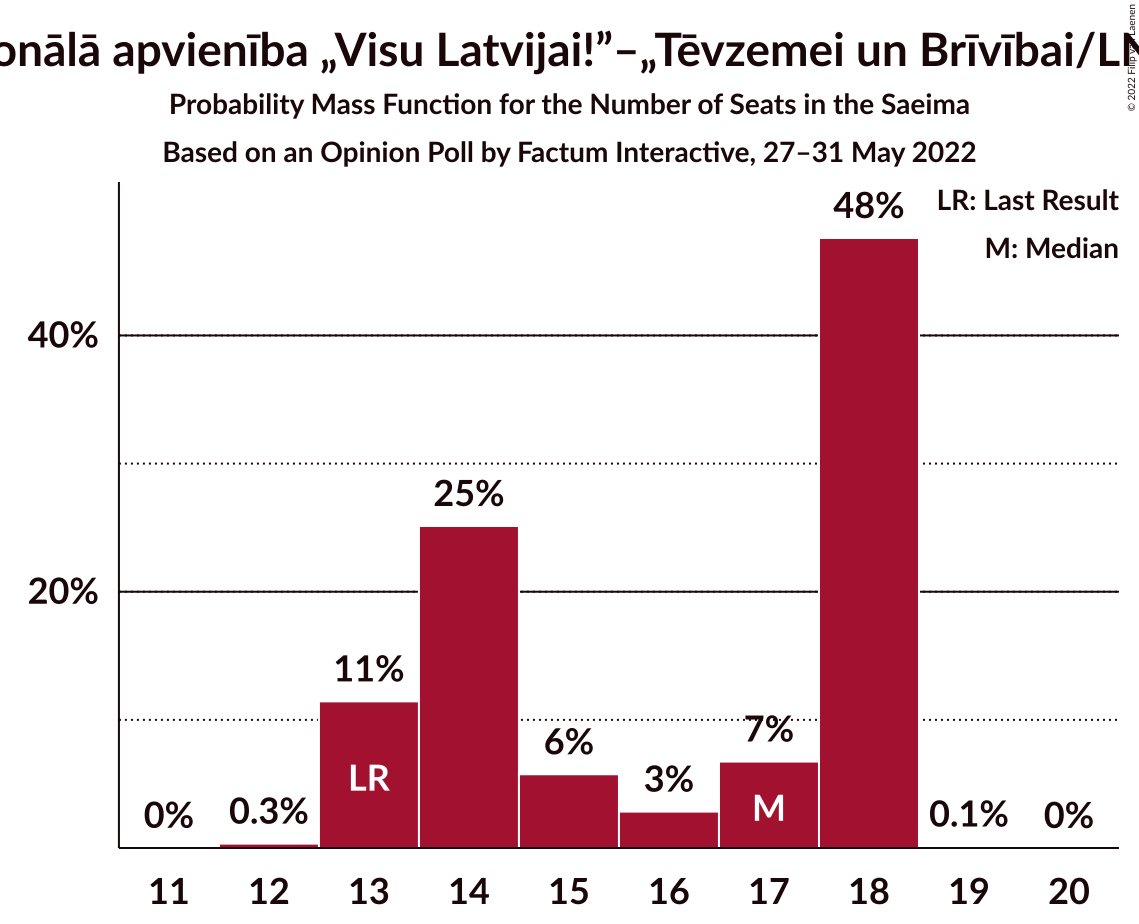 onālā apvienība „Visu Latvijai!”–„Tēvzemei un Brīvībai/LN
Probability Mass Function for the Number of Seats in the Saeima
Based on an Opinion Poll by Factum Interactive, 27–31 May 2022
© 2022 Filip van Laenen
LR: Last Result
M: Median
48%
40%
25%
20%
11%
7%
6%
3%
LR
M
0%
0.3%
0.1%
0%
11 12 13 14 15 16 17 18 19 20